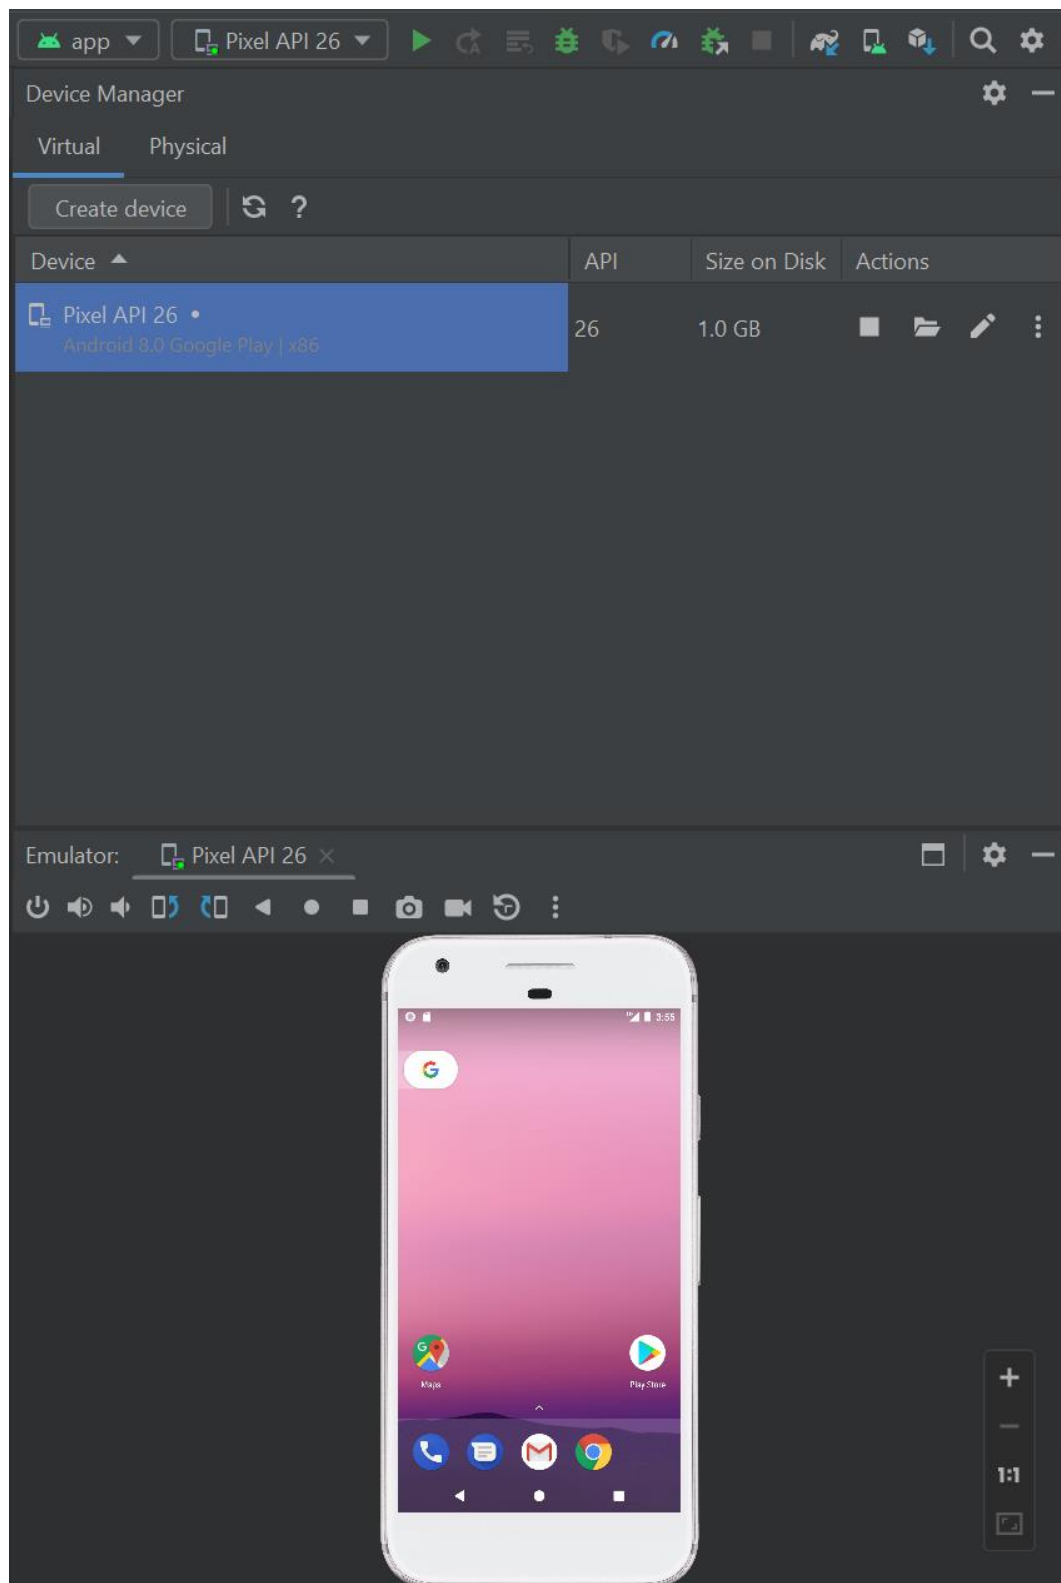 app Pixel API 26
Device Manager
Virtual Physical
Create device ?
Device API Size on Disk Actions
Pixel API 26 26 1.0 GB
Android 8.0 Google Play | x86
Emulator: Pixel API 26
3:55
G
Maps Play Store
1:1